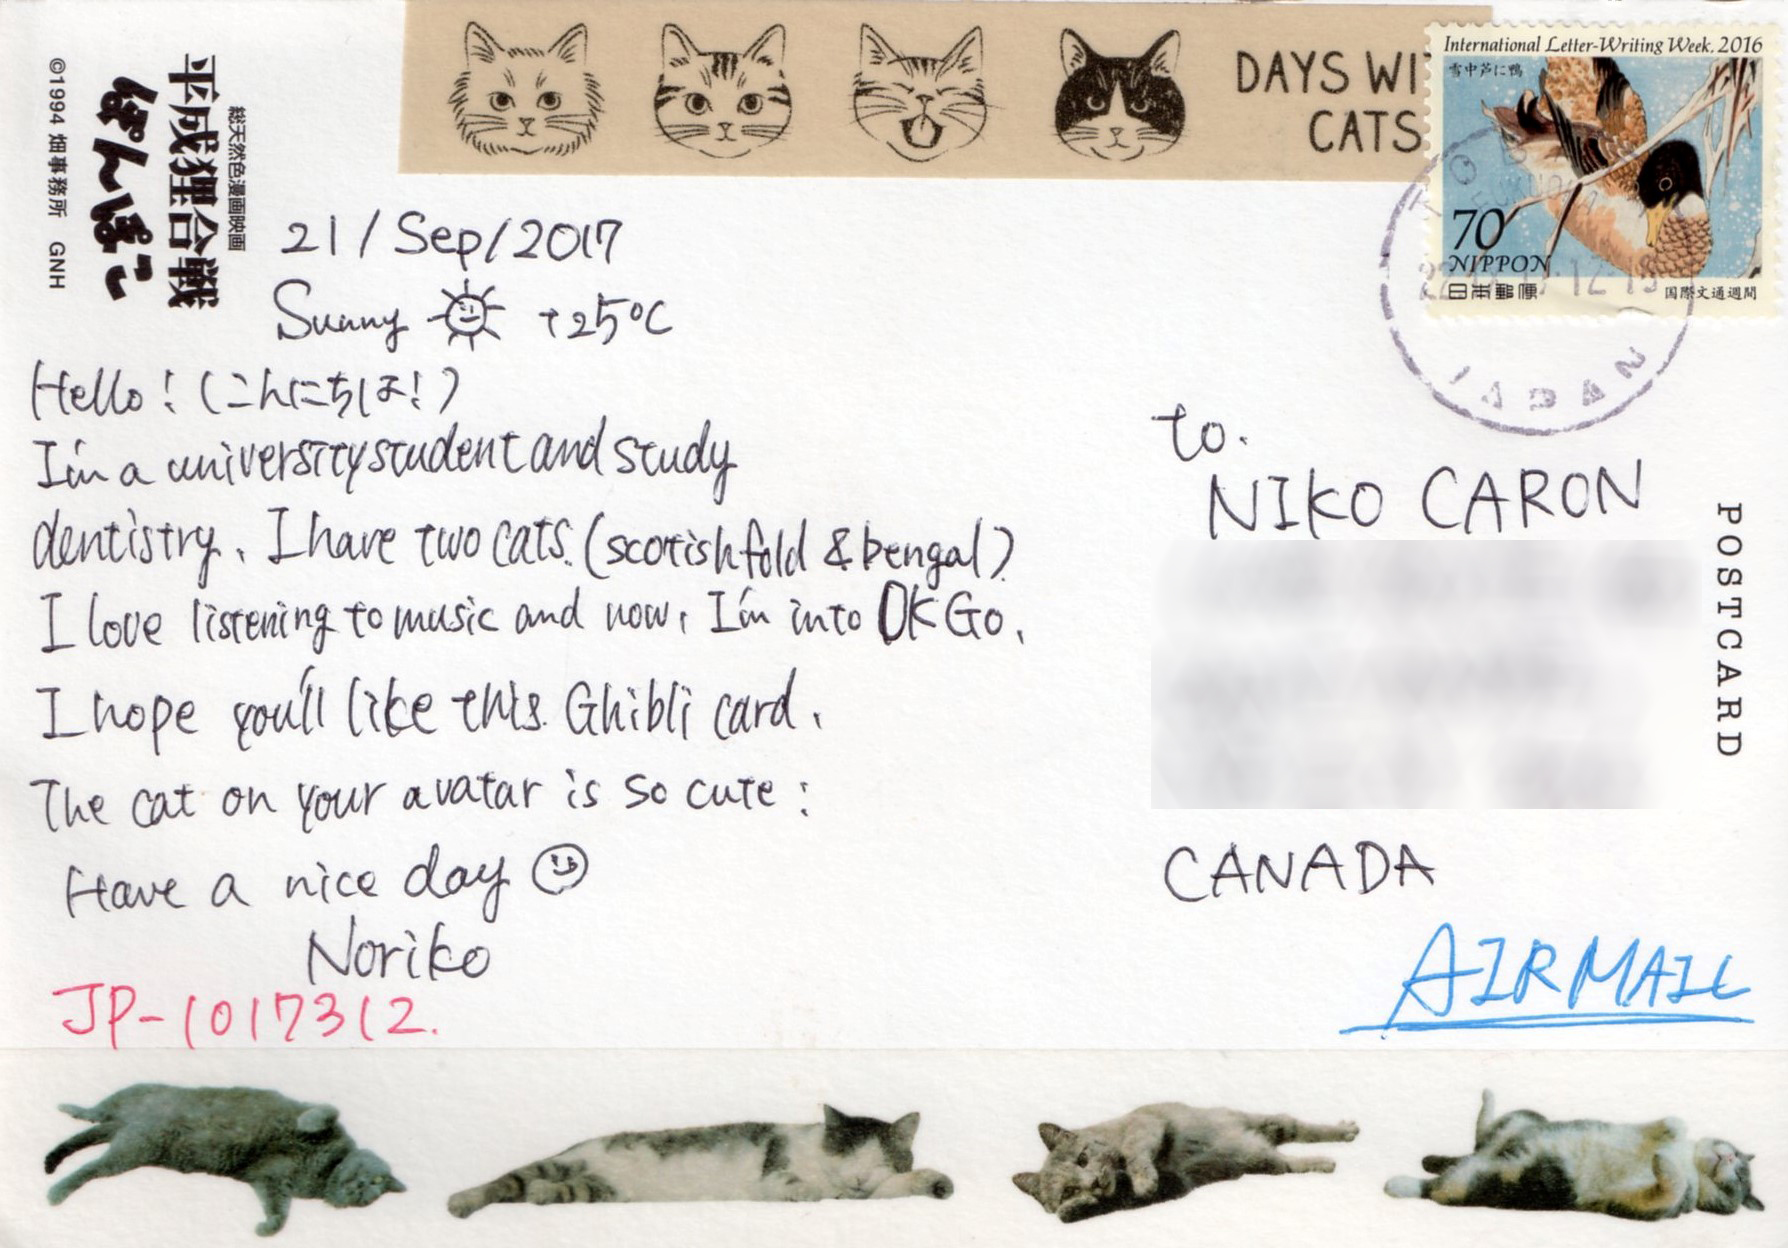 ©1994 畑事務所 GNH
総天然色漫画映画
平成狸合戦
ぽんぽこ
DAYS WI
CATS
International Letter-Writing Week, 2016
雪中芦に鴨
70
NIPPON
日本郵便
国際文通週間
JAPAN
21/Sep/2017
Sunny +25°C
Hello! (こんにちは!)
I'm a university student and study
dentistry. I have two cats. (scotish fold & bengal)
I love listening to music and now, I'm into OK Go.
I hope you'll like this Ghibli card.
The cat on your avatar is so cute:
Have a nice day
Noriko
JP-1017312.
to.
NIKO CARON
CANADA
AIRMAIL
POSTCARD